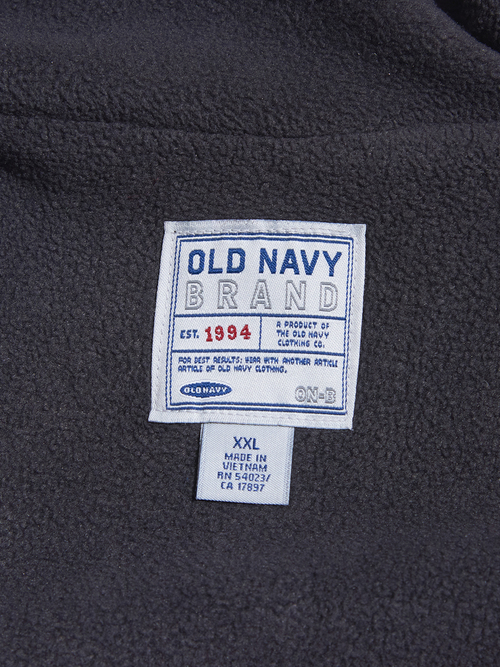 OLD NAVY
BRAND
EST. 1994
A PRODUCT OF
THE OLD NAVY
CLOTHING CO.
FOR BEST RESULTS: WEAR WITH ANOTHER ARTICLE
ARTICLE OF OLD NAVY CLOTHING.
OLD NAVY
ON-B
XXL
MADE IN
VIETNAM
RN 54023/
CA 17897